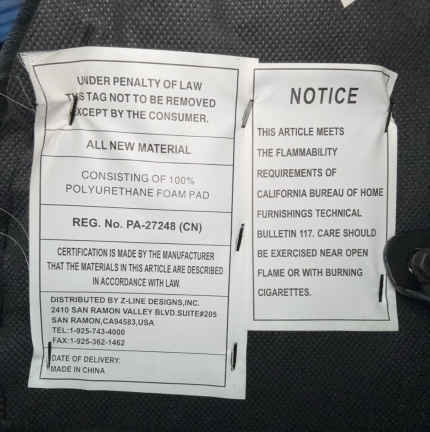 UNDER PENALTY OF LAW
THIS TAG NOT TO BE REMOVED
EXCEPT BY THE CONSUMER.
ALL NEW MATERIAL
CONSISTING OF 100%
POLYURETHANE FOAM PAD
REG. No. PA-27248 (CN)
CERTIFICATION IS MADE BY THE MANUFACTURER
THAT THE MATERIALS IN THIS ARTICLE ARE DESCRIBED
IN ACCORDANCE WITH LAW.
DISTRIBUTED BY Z-LINE DESIGNS,INC.
2410 SAN RAMON VALLEY BLVD.SUITE#205
SAN RAMON,CA94583,USA
TEL:1-925-743-4000
FAX:1-925-362-1462
DATE OF DELIVERY:
MADE IN CHINA
NOTICE
THIS ARTICLE MEETS
THE FLAMMABILITY
REQUIREMENTS OF
CALIFORNIA BUREAU OF HOME
FURNISHINGS TECHNICAL
BULLETIN 117. CARE SHOULD
BE EXERCISED NEAR OPEN
FLAME OR WITH BURNING
CIGARETTES.